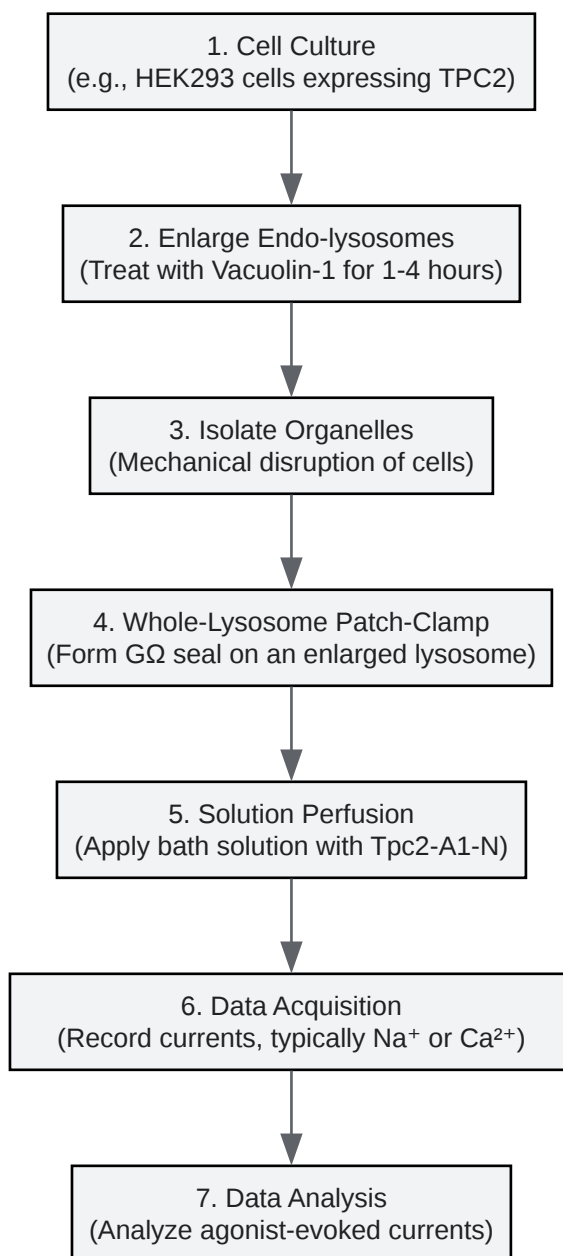 1. Cell Culture
(e.g., HEK293 cells expressing TPC2)
2. Enlarge Endo-lysosomes
(Treat with Vacuolin-1 for 1-4 hours)
3. Isolate Organelles
(Mechanical disruption of cells)
4. Whole-Lysosome Patch-Clamp
(Form GΩ seal on an enlarged lysosome)
5. Solution Perfusion
(Apply bath solution with Tpc2-A1-N)
6. Data Acquisition
(Record currents, typically Na⁺ or Ca²⁺)
7. Data Analysis
(Analyze agonist-evoked currents)